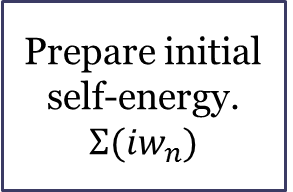 Prepare initial
self-energy.
Σ(𝑖𝑤ₙ)